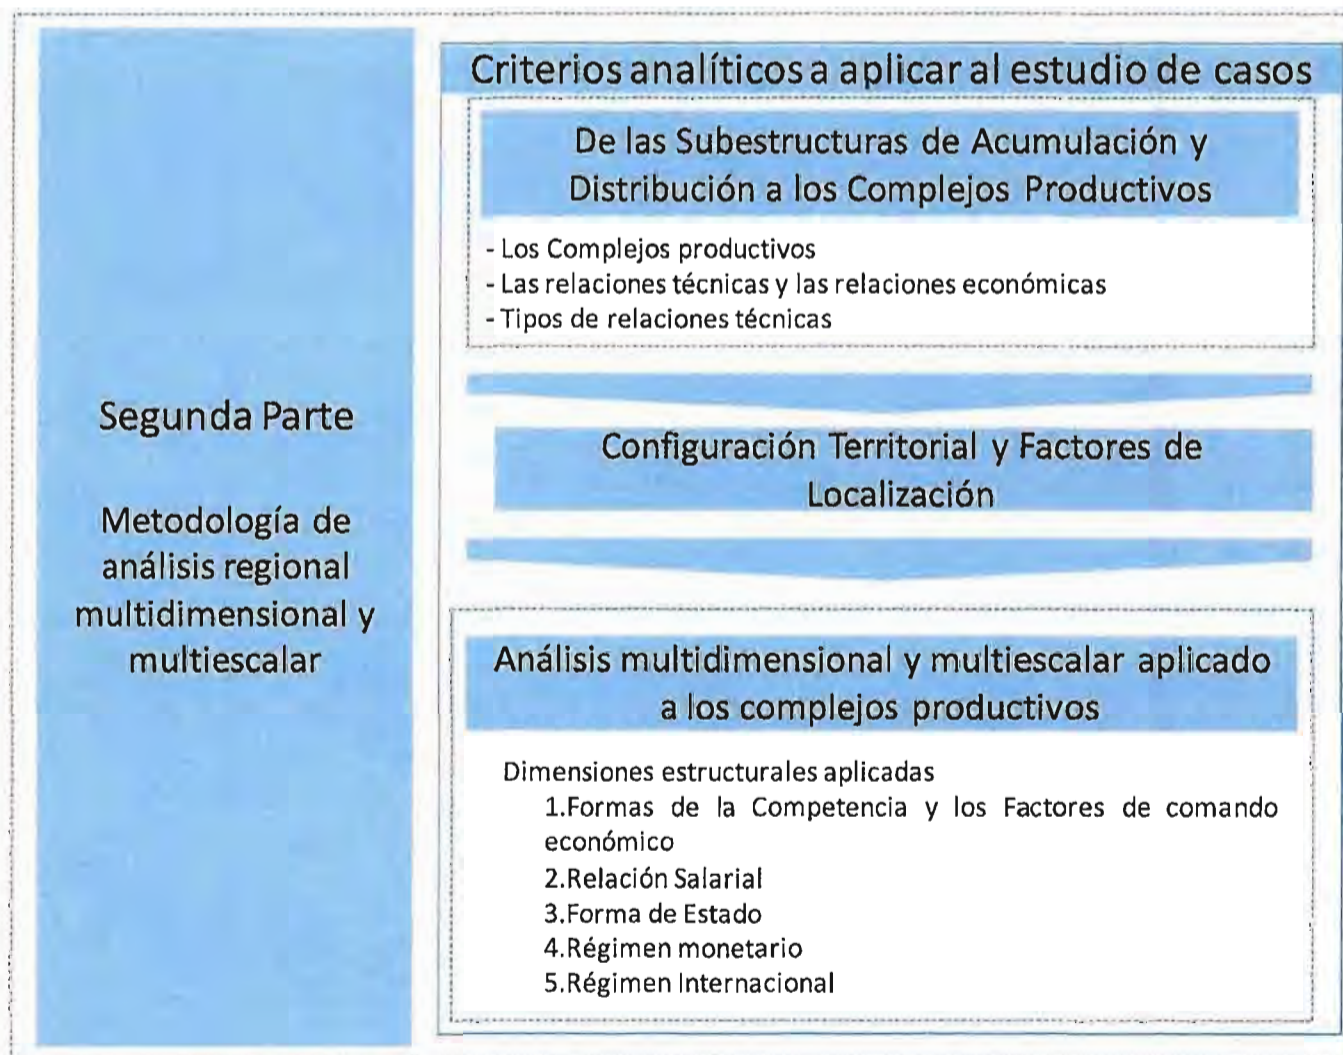 Segunda Parte
Metodología de
análisis regional
multidimensional y
multiescalar
Criterios analíticos a aplicar al estudio de casos
De las Subestructuras de Acumulación y
Distribución a los Complejos Productivos
- Los Complejos productivos
- Las relaciones técnicas y las relaciones económicas
- Tipos de relaciones técnicas
Configuración Territorial y Factores de
Localización
Análisis multidimensional y multiescalar aplicado
a los complejos productivos
Dimensiones estructurales aplicadas
1.Formas de la Competencia y los Factores de comando
económico
2.Relación Salarial
3.Forma de Estado
4.Régimen monetario
5.Régimen Internacional